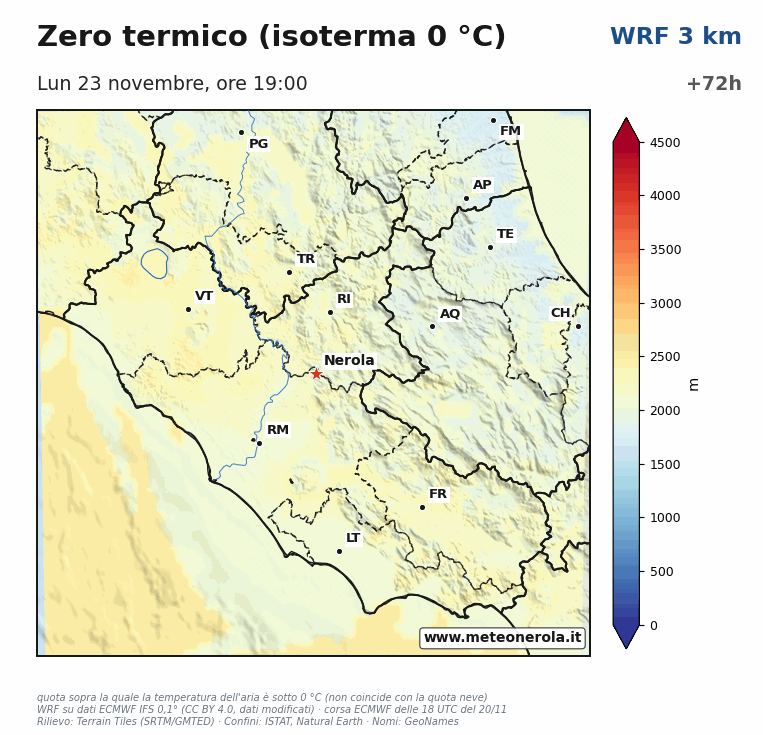 Zero termico (isoterma 0 °C)
WRF 3 km
Lun 23 novembre, ore 19:00
+72h
FM
PG
AP
TE
TR
VT
RI
AQ
CH
Nerola
RM
FR
LT
www.meteonerola.it
4500
4000
3500
3000
2500
2000
1500
1000
500
0
m
quota sopra la quale la temperatura dell'aria è sotto 0 °C (non coincide con la quota neve)
WRF su dati ECMWF IFS 0,1° (CC BY 4.0, dati modificati) · corsa ECMWF delle 18 UTC del 20/11
Rilievo: Terrain Tiles (SRTM/GMTED) · Confini: ISTAT, Natural Earth · Nomi: GeoNames